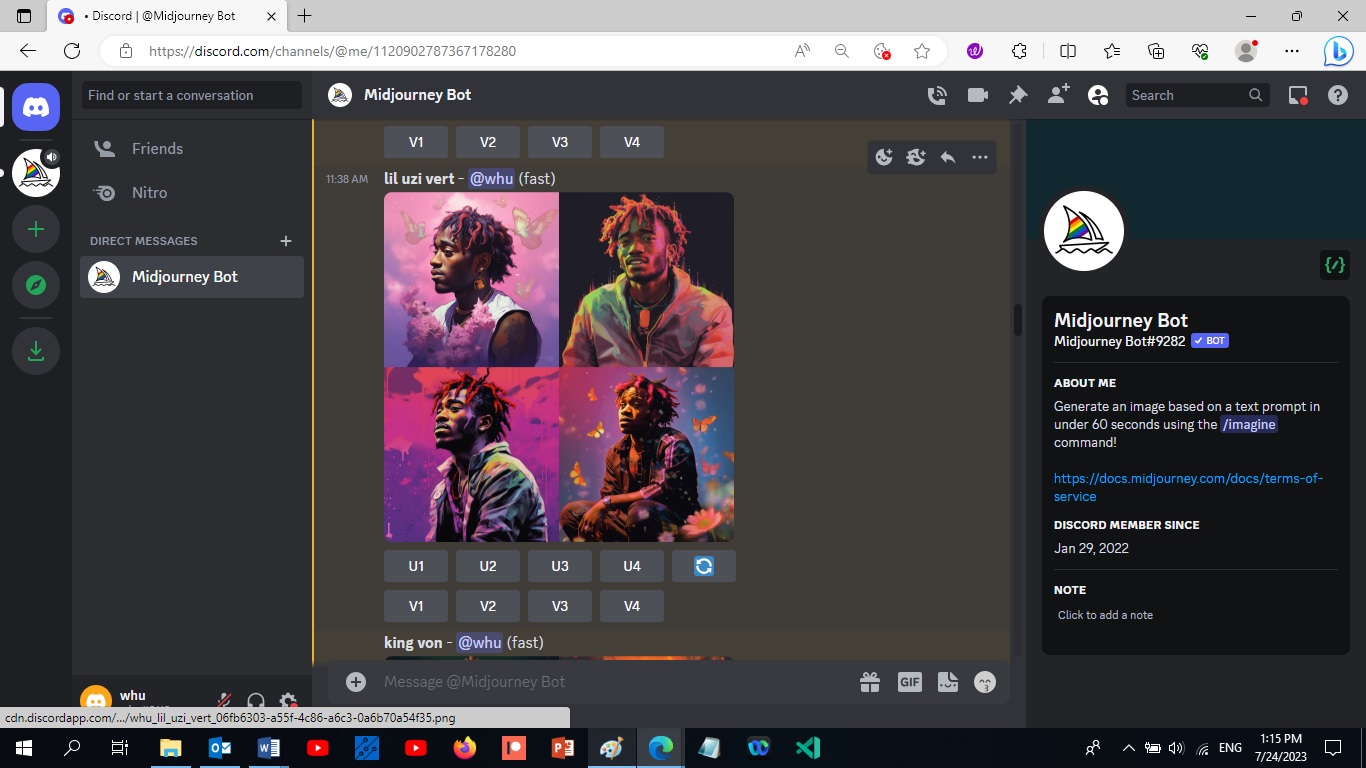 • Discord | @Midjourney Bot
https://discord.com/channels/@me/1120902787367178280
Find or start a conversation
Midjourney Bot
Search
Friends
Nitro
DIRECT MESSAGES
Midjourney Bot
V1 V2 V3 V4
11:38 AM lil uzi vert - @whu (fast)
U1 U2 U3 U4
V1 V2 V3 V4
king von - @whu (fast)
Message @Midjourney Bot
GIF
Midjourney Bot
Midjourney Bot#9282 BOT
ABOUT ME
Generate an image based on a text prompt in
under 60 seconds using the /imagine
command!
https://docs.midjourney.com/docs/terms-of-
service
DISCORD MEMBER SINCE
Jan 29, 2022
NOTE
Click to add a note
whu
cdn.discordapp.com/.../whu_lil_uzi_vert_06fb6303-a55f-4c86-a6c3-0a6b70a54f35.png
ENG
1:15 PM
7/24/2023